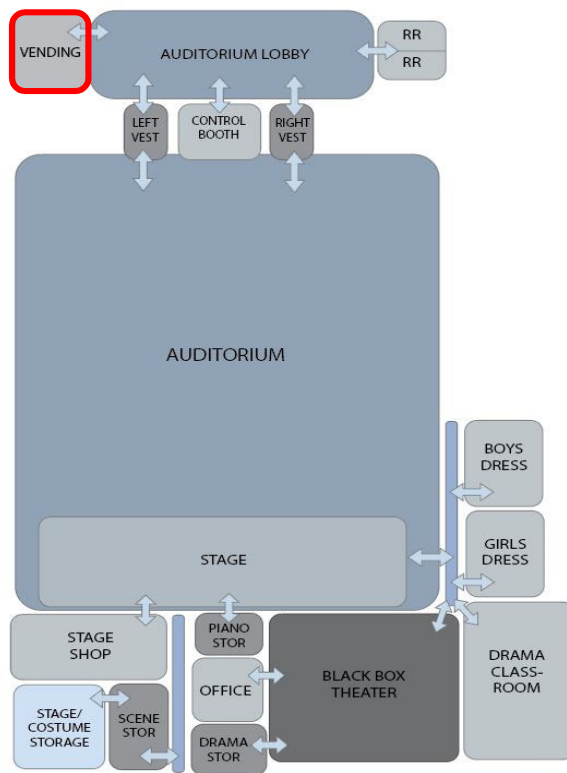 VENDING
AUDITORIUM LOBBY
RR
RR
LEFT
VEST
CONTROL
BOOTH
RIGHT
VEST
AUDITORIUM
BOYS
DRESS
STAGE
GIRLS
DRESS
STAGE
SHOP
PIANO
STOR
BLACK BOX
THEATER
DRAMA
CLASS-
ROOM
OFFICE
STAGE/
COSTUME
STORAGE
SCENE
STOR
DRAMA
STOR